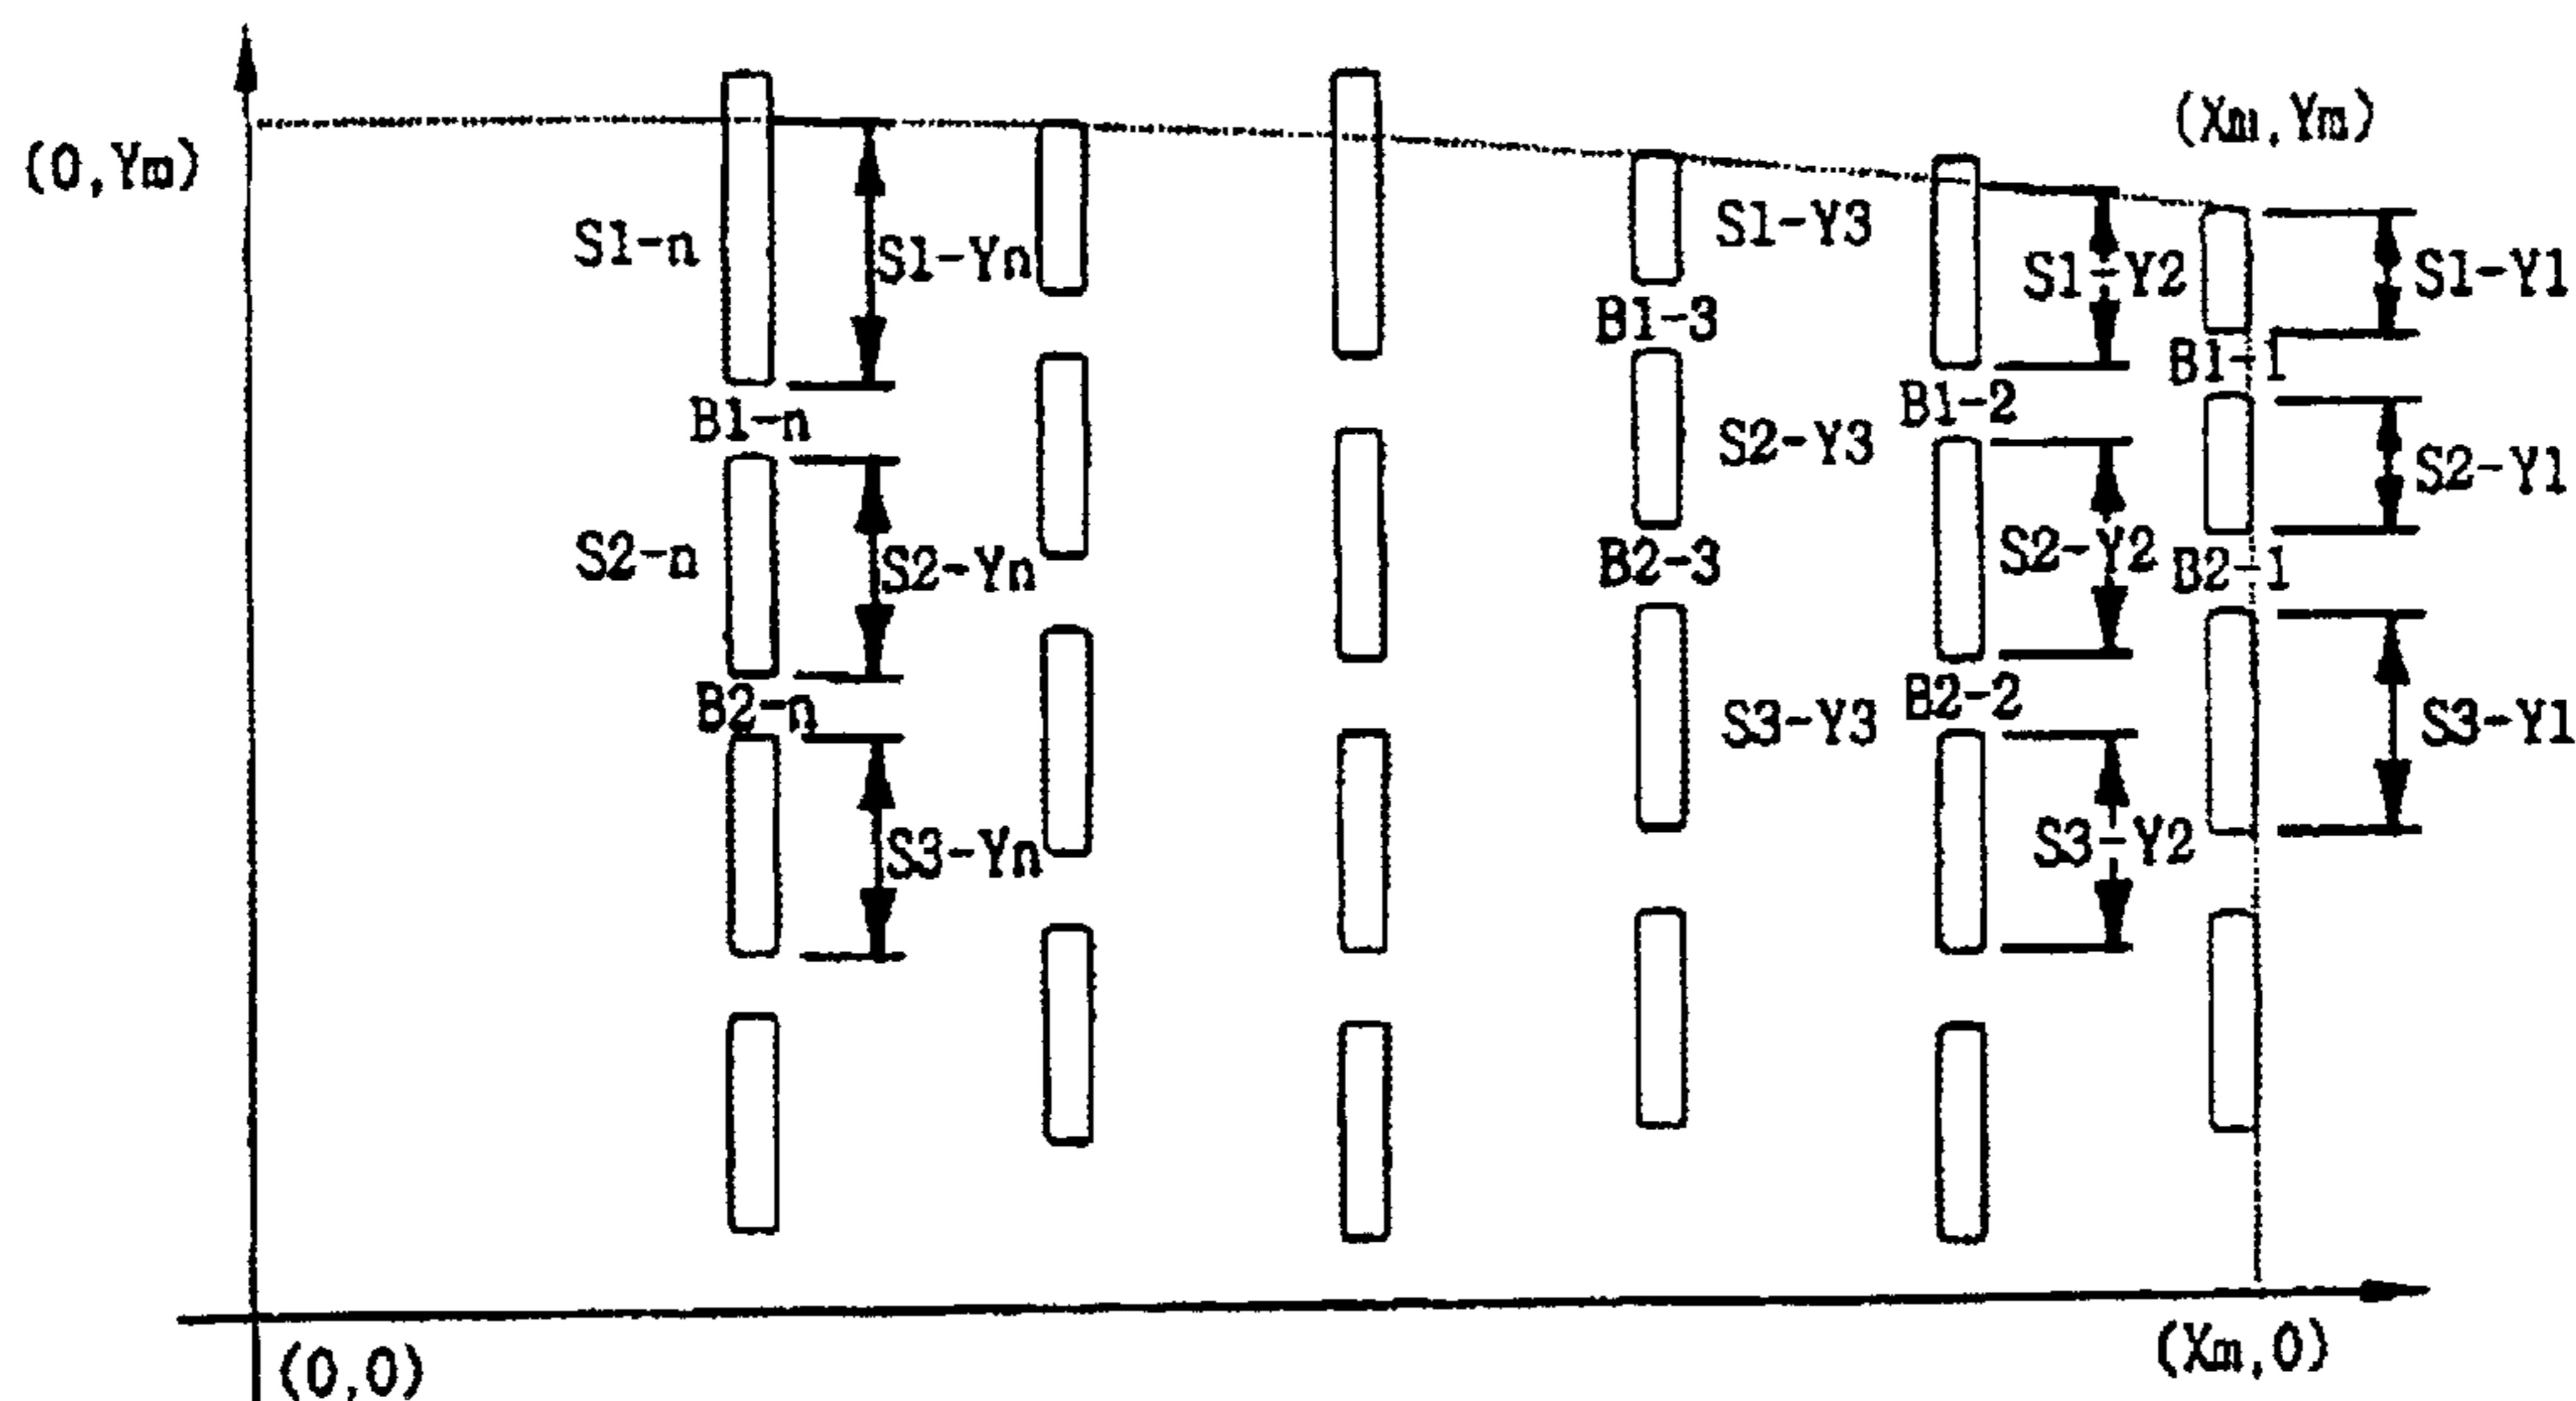 (Xm,Ym)
(0,Ym)
S1-n
S1-Yn
S1-Y3
S1-Y2
S1-Y1
B1-3
B1-1
B1-n
B1-2
S2-Y3
S2-Y1
S2-n
S2-Yn
B2-3
S2-Y2
B2-1
B2-n
S3-Y3
B2-2
S3-Y1
S3-Yn
S3-Y2
(0,0)
(Xm,0)